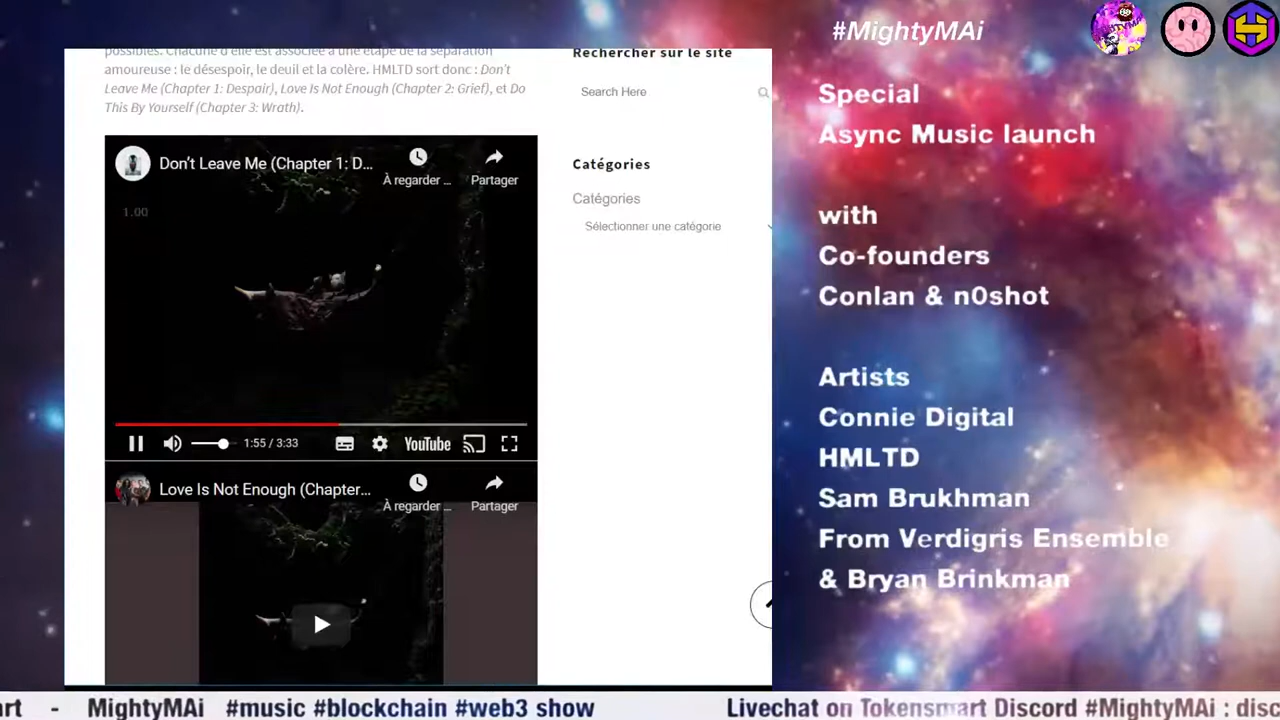 #MightyMAi
possibles. Chacune d'elle est associée à une étape de la séparation
amoureuse : le désespoir, le deuil et la colère. HMLTD sort donc : Don't
Leave Me (Chapter 1: Despair), Love Is Not Enough (Chapter 2: Grief), et Do
This By Yourself (Chapter 3: Wrath).
Rechercher sur le site
Search Here
Catégories
Catégories
Sélectionner une catégorie
Don't Leave Me (Chapter 1: D...
À regarder ...
Partager
1.00
1:55 / 3:33
YouTube
Love Is Not Enough (Chapter...
À regarder ...
Partager
Special
Async Music launch
with
Co-founders
Conlan & n0shot
Artists
Connie Digital
HMLTD
Sam Brukhman
From Verdigris Ensemble
& Bryan Brinkman
art - MightyMAi #music #blockchain #web3 show Livechat on Tokensmart Discord #MightyMAi : disc